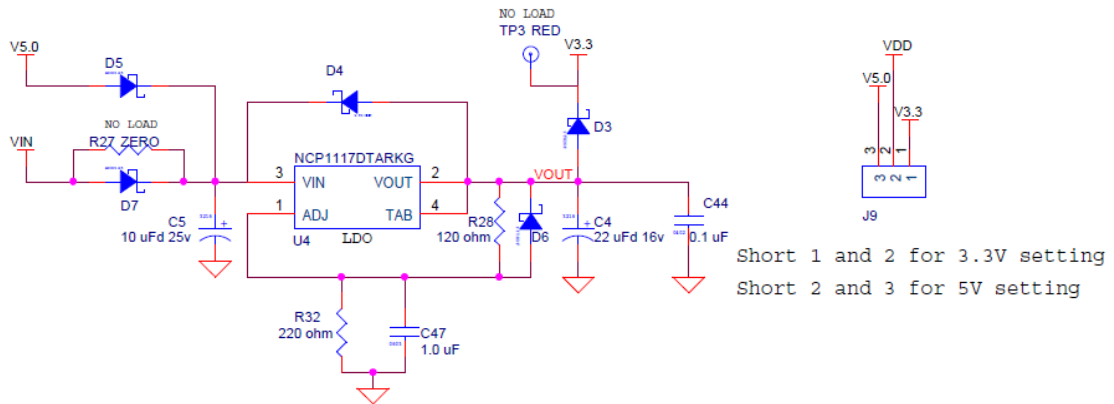 NO LOAD
TP3 RED
V5.0
V3.3
VDD
D5
D4
V5.0
V3.3
NO LOAD
D3
VIN
R27 ZERO
NCP1117DTARKG
3
VIN
VOUT
2
VOUT
3
2
1
3
2
1
D7
1
ADJ
TAB
4
C5
10 uFd 25v
U4
LDO
R28
120 ohm
D6
C4
22 uFd 16v
C44
0.1 uF
J9
Short 1 and 2 for 3.3V setting
Short 2 and 3 for 5V setting
R32
220 ohm
C47
1.0 uF